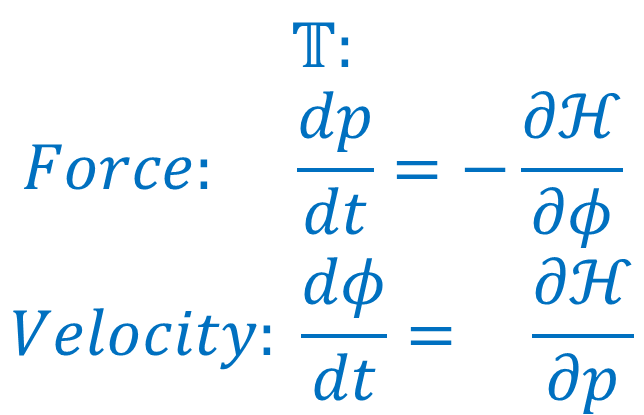 𝕋:
Force: dp/dt = − ∂ℋ/∂ϕ
Velocity: dϕ/dt = ∂ℋ/∂p